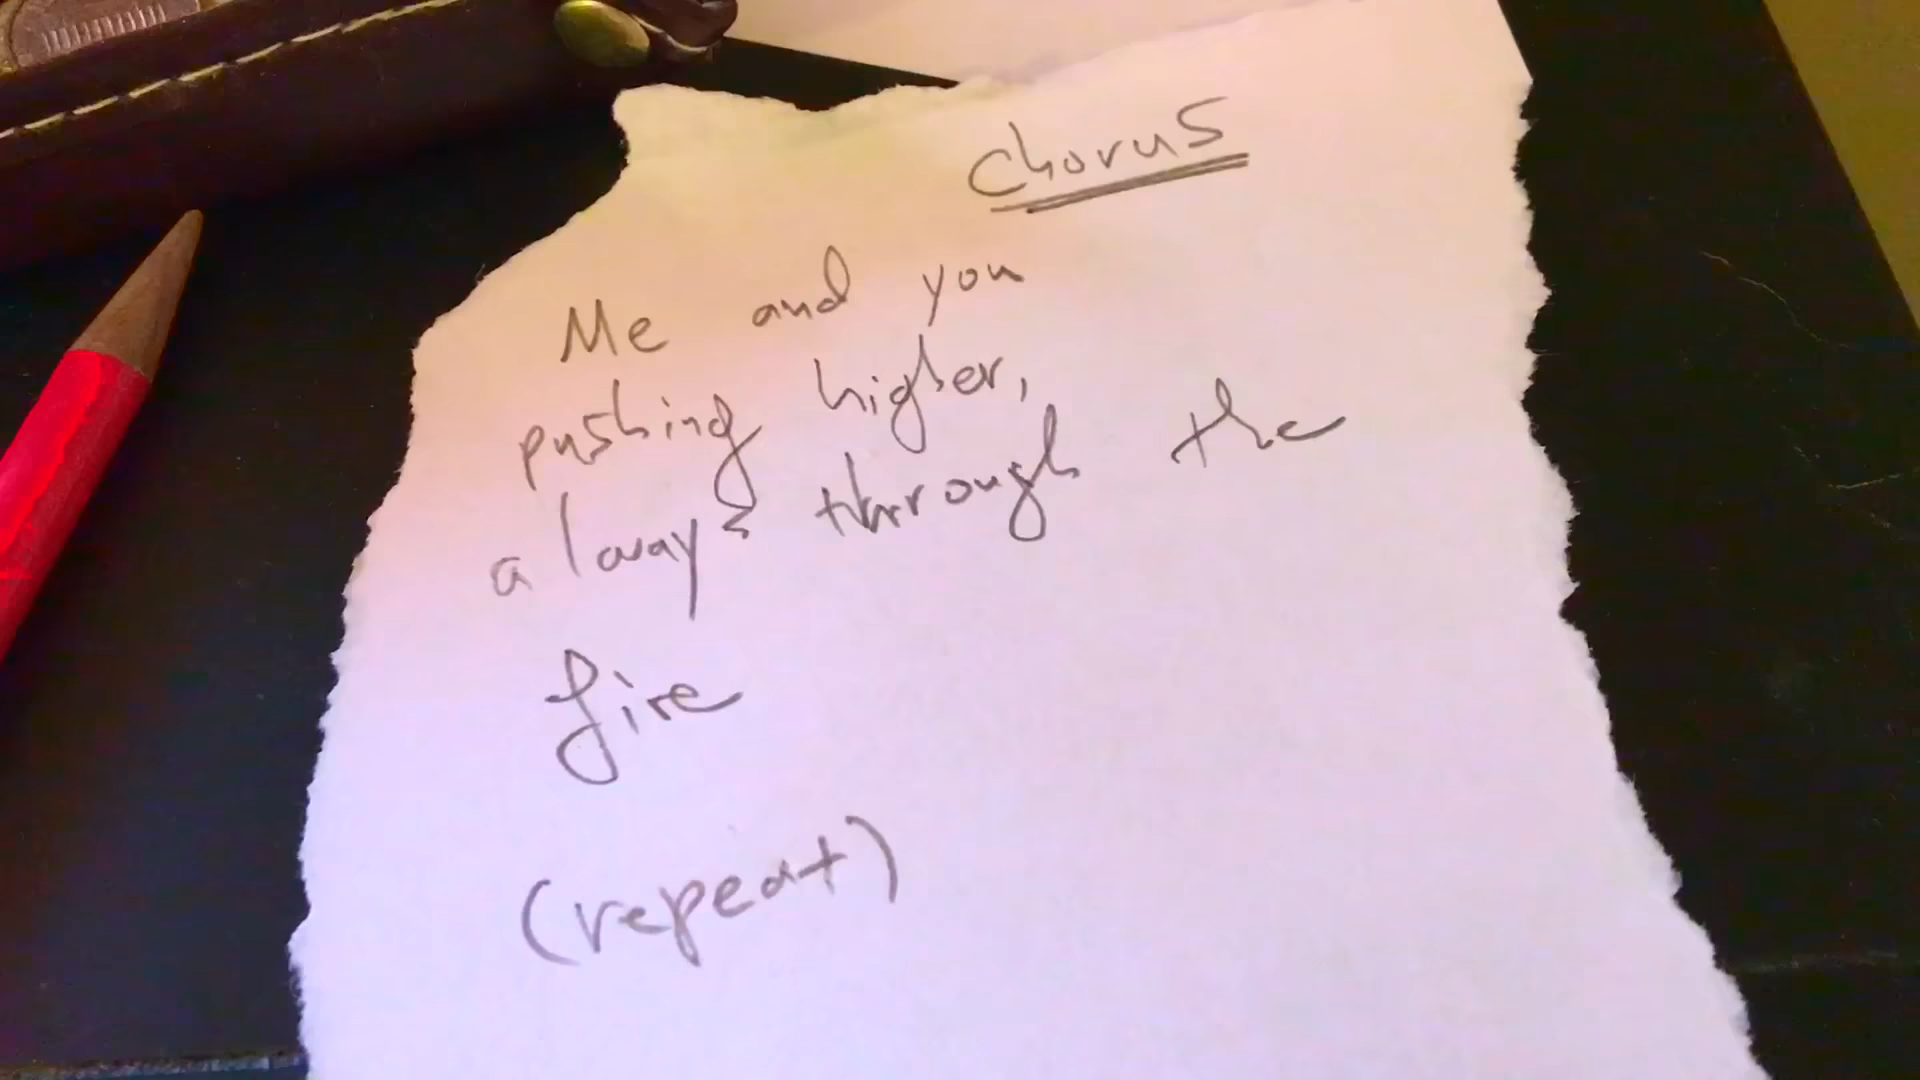 Chorus
Me and you
pushing higher,
always through the
fire
(repeat)